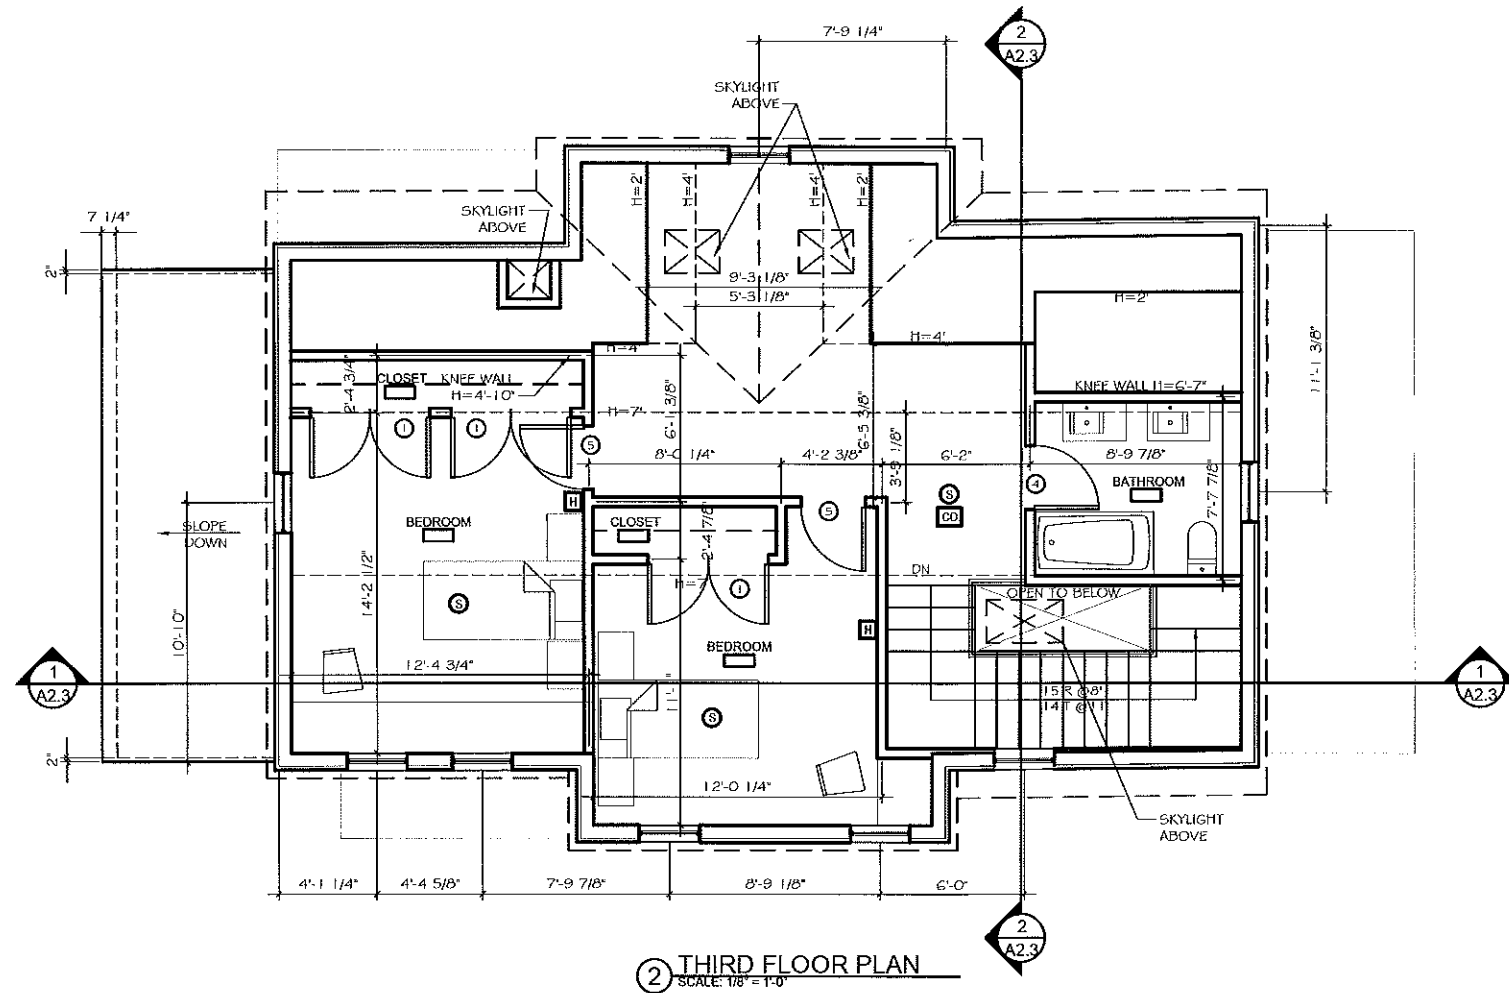 7'-9 1/4"
2
A2.3
SKYLIGHT
ABOVE
SKYLIGHT
ABOVE
7 1/4"
2"
H=2'
H=4'
H=4'
H=2'
9'-3 1/8"
5'-3 1/8"
H=2'
H=4'
H=4'
11'-1 3/8"
CLOSET
KNEE WALL
H=4'-10"
2'-4 3/4"
KNEE WALL H=6'-7"
H=7'
6'-1 3/8"
6'-5 3/8"
3'-9 1/8"
1
1
5
8'-0 1/4"
4'-2 3/8"
6'-2"
8'-9 7/8"
4
BATHROOM
7'-7 7/8"
H
S
CO
BEDROOM
CLOSET
2'-4 7/8"
5
SLOPE
DOWN
14'-2 1/2"
10'-10"
DN
OPEN TO BELOW
1
S
H
BEDROOM
12'-4 3/4"
1
A2.3
15 R @8"
14 T @11
1
A2.3
S
2"
12'-0 1/4"
SKYLIGHT
ABOVE
4'-1 1/4"
4'-4 5/8"
7'-9 7/8"
8'-9 1/8"
6'-0"
2
A2.3
2
THIRD FLOOR PLAN
SCALE: 1/8" = 1'-0"